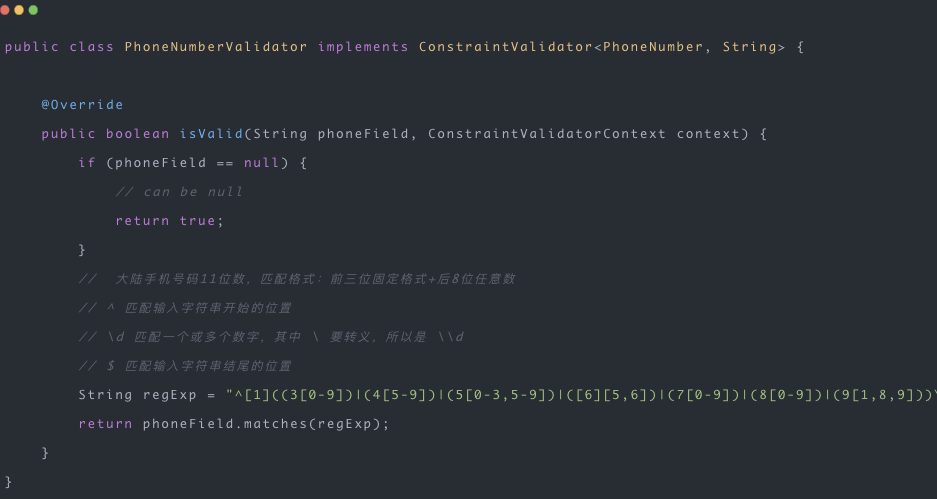 public class PhoneNumberValidator implements ConstraintValidator<PhoneNumber, String> {
@Override
public boolean isValid(String phoneField, ConstraintValidatorContext context) {
if (phoneField == null) {
// can be null
return true;
}
//  大陆手机号码11位数，匹配格式：前三位固定格式+后8位任意数
// ^ 匹配输入字符串开始的位置
// \d 匹配一个或多个数字，其中 \ 要转义，所以是 \\d
// $ 匹配输入字符串结尾的位置
String regExp = "^[1]((3[0-9])|(4[5-9])|(5[0-3,5-9])|([6][5,6])|(7[0-9])|(8[0-9])|(9[1,8,9]))
return phoneField.matches(regExp);
}
}